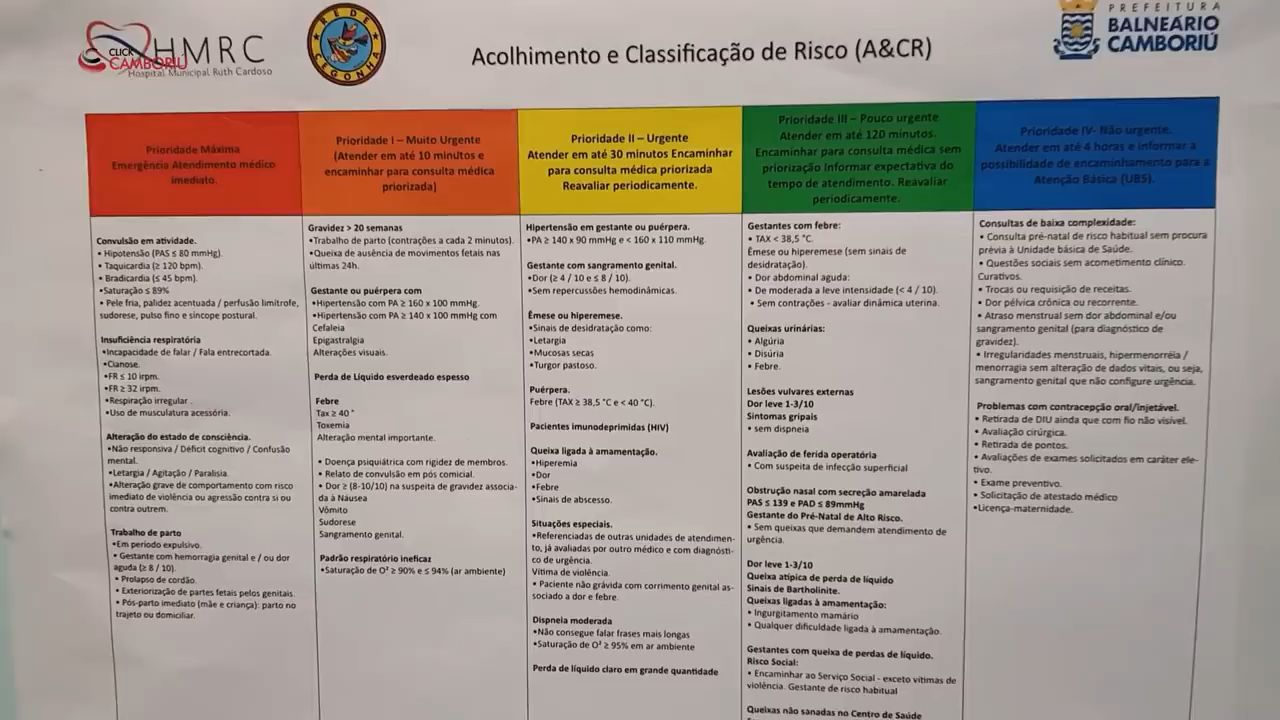 CLICK
CAMBORIÚ
HMRC
Hospital Municipal Ruth Cardoso
REDE
CEGONHA
Acolhimento e Classificação de Risco (A&CR)
PREFEITURA
BALNEÁRIO
CAMBORIÚ
Prioridade Máxima
Emergência Atendimento médico
imediato.
Convulsão em atividade.
• Hipotensão (PAS ≤ 80 mmHg).
• Taquicardia (≥ 120 bpm).
• Bradicardia (≤ 45 bpm).
•Saturação ≤ 89%
• Pele fria, palidez acentuada / perfusão limítrofe,
sudorese, pulso fino e síncope postural.
Insuficiência respiratória
•Incapacidade de falar / Fala entrecortada.
•Cianose.
•FR ≤ 10 irpm.
•FR ≥ 32 irpm.
•Respiração irregular .
•Uso de musculatura acessória.
Alteração do estado de consciência.
•Não responsiva / Déficit cognitivo / Confusão
mental.
•Letargia / Agitação / Paralisia.
•Alteração grave de comportamento com risco
imediato de violência ou agressão contra si ou
contra outrem.
Trabalho de parto
•Em período expulsivo.
• Gestante com hemorragia genital e / ou dor
aguda (≥ 8 / 10).
• Prolapso de cordão.
• Exteriorização de partes fetais pelos genitais.
• Pós-parto imediato (mãe e criança): parto no
trajeto ou domiciliar.
Prioridade I – Muito Urgente
(Atender em até 10 minutos e
encaminhar para consulta médica
priorizada)
Gravidez > 20 semanas
•Trabalho de parto (contrações a cada 2 minutos).
•Queixa de ausência de movimentos fetais nas
últimas 24h.
Gestante ou puérpera com
•Hipertensão com PA ≥ 160 x 100 mmHg.
•Hipertensão com PA ≥ 140 x 100 mmHg com
Cefaleia
Epigastralgia
Alterações visuais.
Perda de Líquido esverdeado espesso
Febre
Tax ≥ 40 °
Toxemia
Alteração mental importante.
• Doença psiquiátrica com rigidez de membros.
• Relato de convulsão em pós comicial.
• Dor ≥ (8-10/10) na suspeita de gravidez associa-
da à Náusea
Vômito
Sudorese
Sangramento genital.
Padrão respiratório ineficaz
•Saturação de O² ≥ 90% e ≤ 94% (ar ambiente)
Prioridade II – Urgente
Atender em até 30 minutos Encaminhar
para consulta médica priorizada
Reavaliar periodicamente.
Hipertensão em gestante ou puérpera.
•PA ≥ 140 x 90 mmHg e < 160 x 110 mmHg.
Gestante com sangramento genital.
•Dor (≥ 4 / 10 e ≤ 8 / 10).
•Sem repercussões hemodinâmicas.
Êmese ou hiperemese.
•Sinais de desidratação como:
•Letargia
•Mucosas secas
•Turgor pastoso.
Puérpera.
Febre (TAX ≥ 38,5 °C e < 40 °C).
Pacientes imunodeprimidas (HIV)
Queixa ligada à amamentação.
•Hiperemia
•Dor
•Febre
•Sinais de abscesso.
Situações especiais.
•Referenciadas de outras unidades de atendimen-
to, já avaliadas por outro médico e com diagnósti-
co de urgência.
Vítima de violência.
• Paciente não grávida com corrimento genital as-
sociado a dor e febre.
Dispneia moderada
•Não consegue falar frases mais longas
•Saturação de O² ≥ 95% em ar ambiente
Perda de líquido claro em grande quantidade
Prioridade III – Pouco urgente
Atender em até 120 minutos.
Encaminhar para consulta médica sem
priorização Informar expectativa do
tempo de atendimento. Reavaliar
periodicamente.
Gestantes com febre:
• TAX < 38,5 °C.
Êmese ou hiperemese (sem sinais de
desidratação).
• Dor abdominal aguda:
• De moderada a leve intensidade (< 4 / 10).
• Sem contrações - avaliar dinâmica uterina.
Queixas urinárias:
• Algúria
• Disúria
• Febre.
Lesões vulvares externas
Dor leve 1-3/10
Sintomas gripais
• sem dispneia
Avaliação de ferida operatória
• Com suspeita de infecção superficial
Obstrução nasal com secreção amarelada
PAS ≤ 139 e PAD ≤ 89mmHg
Gestante do Pré-Natal de Alto Risco.
• Sem queixas que demandem atendimento de
urgência.
Dor leve 1-3/10
Queixa atípica de perda de líquido
Sinais de Bartholinite.
Queixas ligadas à amamentação:
• Ingurgitamento mamário
• Qualquer dificuldade ligada à amamentação.
Gestantes com queixa de perdas de líquido.
Risco Social:
• Encaminhar ao Serviço Social - exceto vítimas de
violência. Gestante de risco habitual
Queixas não sanadas no Centro de Saúde
Prioridade IV- Não urgente.
Atender em até 4 horas e informar a
possibilidade de encaminhamento para a
Atenção Básica (UBS).
Consultas de baixa complexidade:
• Consulta pré-natal de risco habitual sem procura
prévia à Unidade básica de Saúde.
• Questões sociais sem acometimento clínico.
Curativos.
• Trocas ou requisição de receitas.
• Dor pélvica crônica ou recorrente.
• Atraso menstrual sem dor abdominal e/ou
sangramento genital (para diagnóstico de
gravidez).
• Irregularidades menstruais, hipermenorréia /
menorragia sem alteração de dados vitais, ou seja,
sangramento genital que não configure urgência.
Problemas com contracepção oral/injetável.
• Retirada de DIU ainda que com fio não visível.
• Avaliação cirúrgica.
• Retirada de pontos.
• Avaliações de exames solicitados em caráter ele-
tivo.
• Exame preventivo.
• Solicitação de atestado médico
•Licença-maternidade.